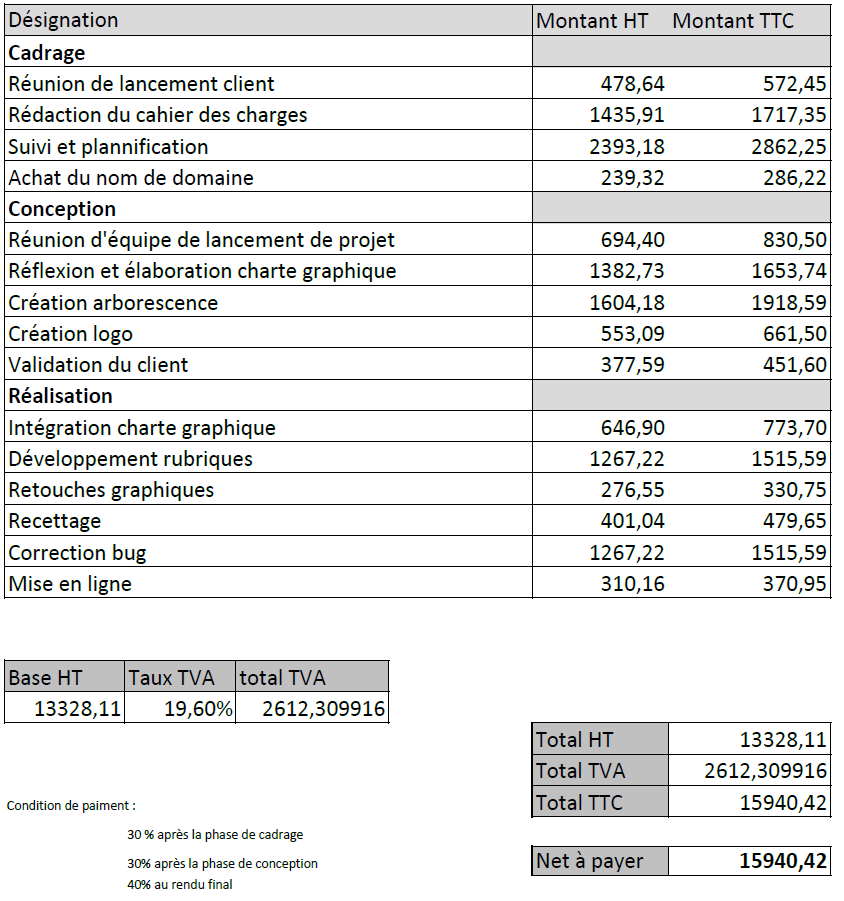 Désignation Montant HT Montant TTC
Cadrage
Réunion de lancement client 478,64 572,45
Rédaction du cahier des charges 1435,91 1717,35
Suivi et plannification 2393,18 2862,25
Achat du nom de domaine 239,32 286,22
Conception
Réunion d'équipe de lancement de projet 694,40 830,50
Réflexion et élaboration charte graphique 1382,73 1653,74
Création arborescence 1604,18 1918,59
Création logo 553,09 661,50
Validation du client 377,59 451,60
Réalisation
Intégration charte graphique 646,90 773,70
Développement rubriques 1267,22 1515,59
Retouches graphiques 276,55 330,75
Recettage 401,04 479,65
Correction bug 1267,22 1515,59
Mise en ligne 310,16 370,95
Base HT Taux TVA total TVA
13328,11 19,60% 2612,309916
Total HT 13328,11
Total TVA 2612,309916
Total TTC 15940,42
Condition de paiment :
30 % après la phase de cadrage
30% après la phase de conception
40% au rendu final
Net à payer 15940,42